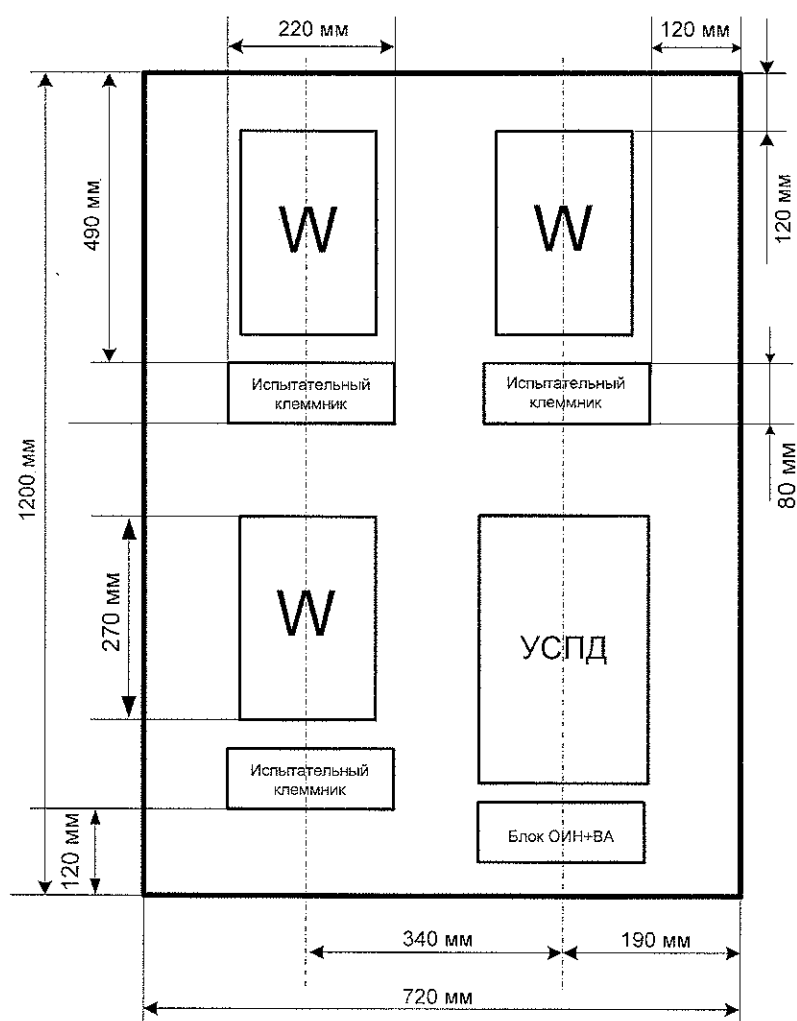 220 мм
120 мм
490 мм
W
W
120 мм
Испытательный
клеммник
Испытательный
клеммник
80 мм
1200 мм
270 мм
W
УСПД
Испытательный
клеммник
120 мм
Блок ОИН+ВА
340 мм
190 мм
720 мм